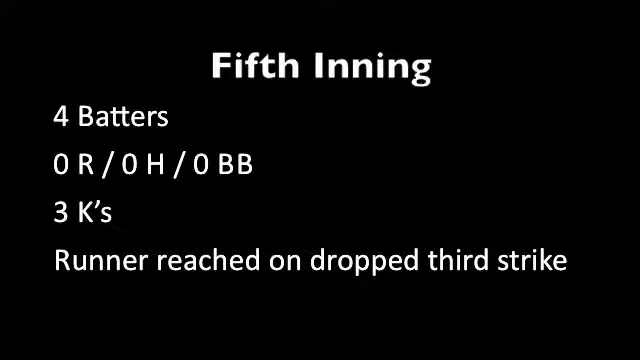 Fifth Inning
4 Batters
0 R / 0 H / 0 BB
3 K’s
Runner reached on dropped third strike